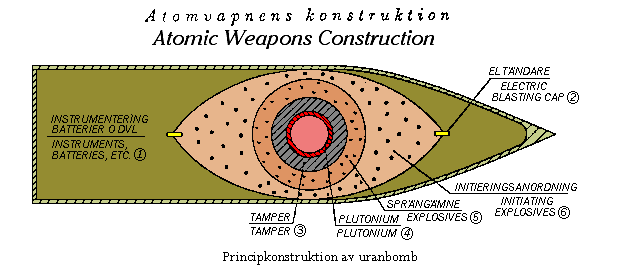 Atomvapnens konstruktion
Atomic Weapons Construction
ELTÄNDARE
ELECTRIC
BLASTING CAP ②
INSTRUMENTERING
BATTERIER O DVL
INSTRUMENTS,
BATTERIES, ETC. ①
INITIERINGSANORDNING
INITIATING
EXPLOSIVES ⑥
SPRÄNGÄMNE
EXPLOSIVES ⑤
PLUTONIUM
PLUTONIUM ④
TAMPER
TAMPER ③
Principkonstruktion av uranbomb